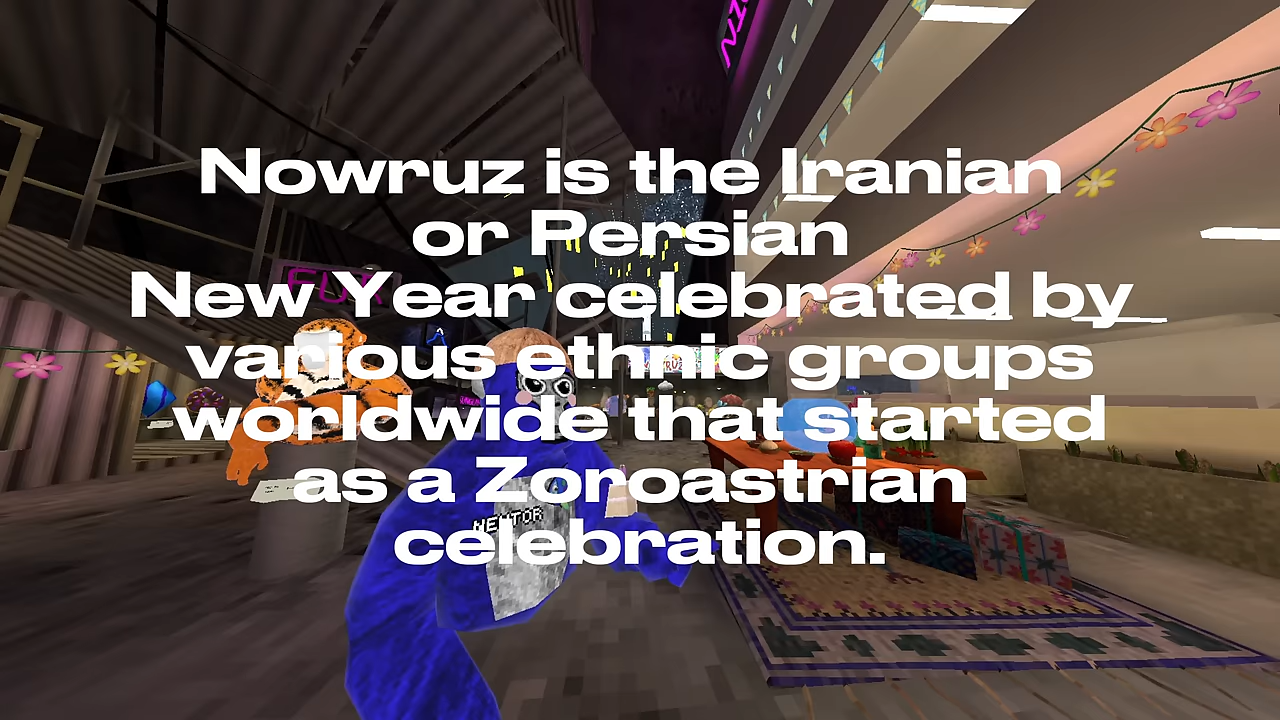 Nowruz is the Iranian
or Persian
New Year celebrated by
various ethnic groups
worldwide that started
as a Zoroastrian
celebration.